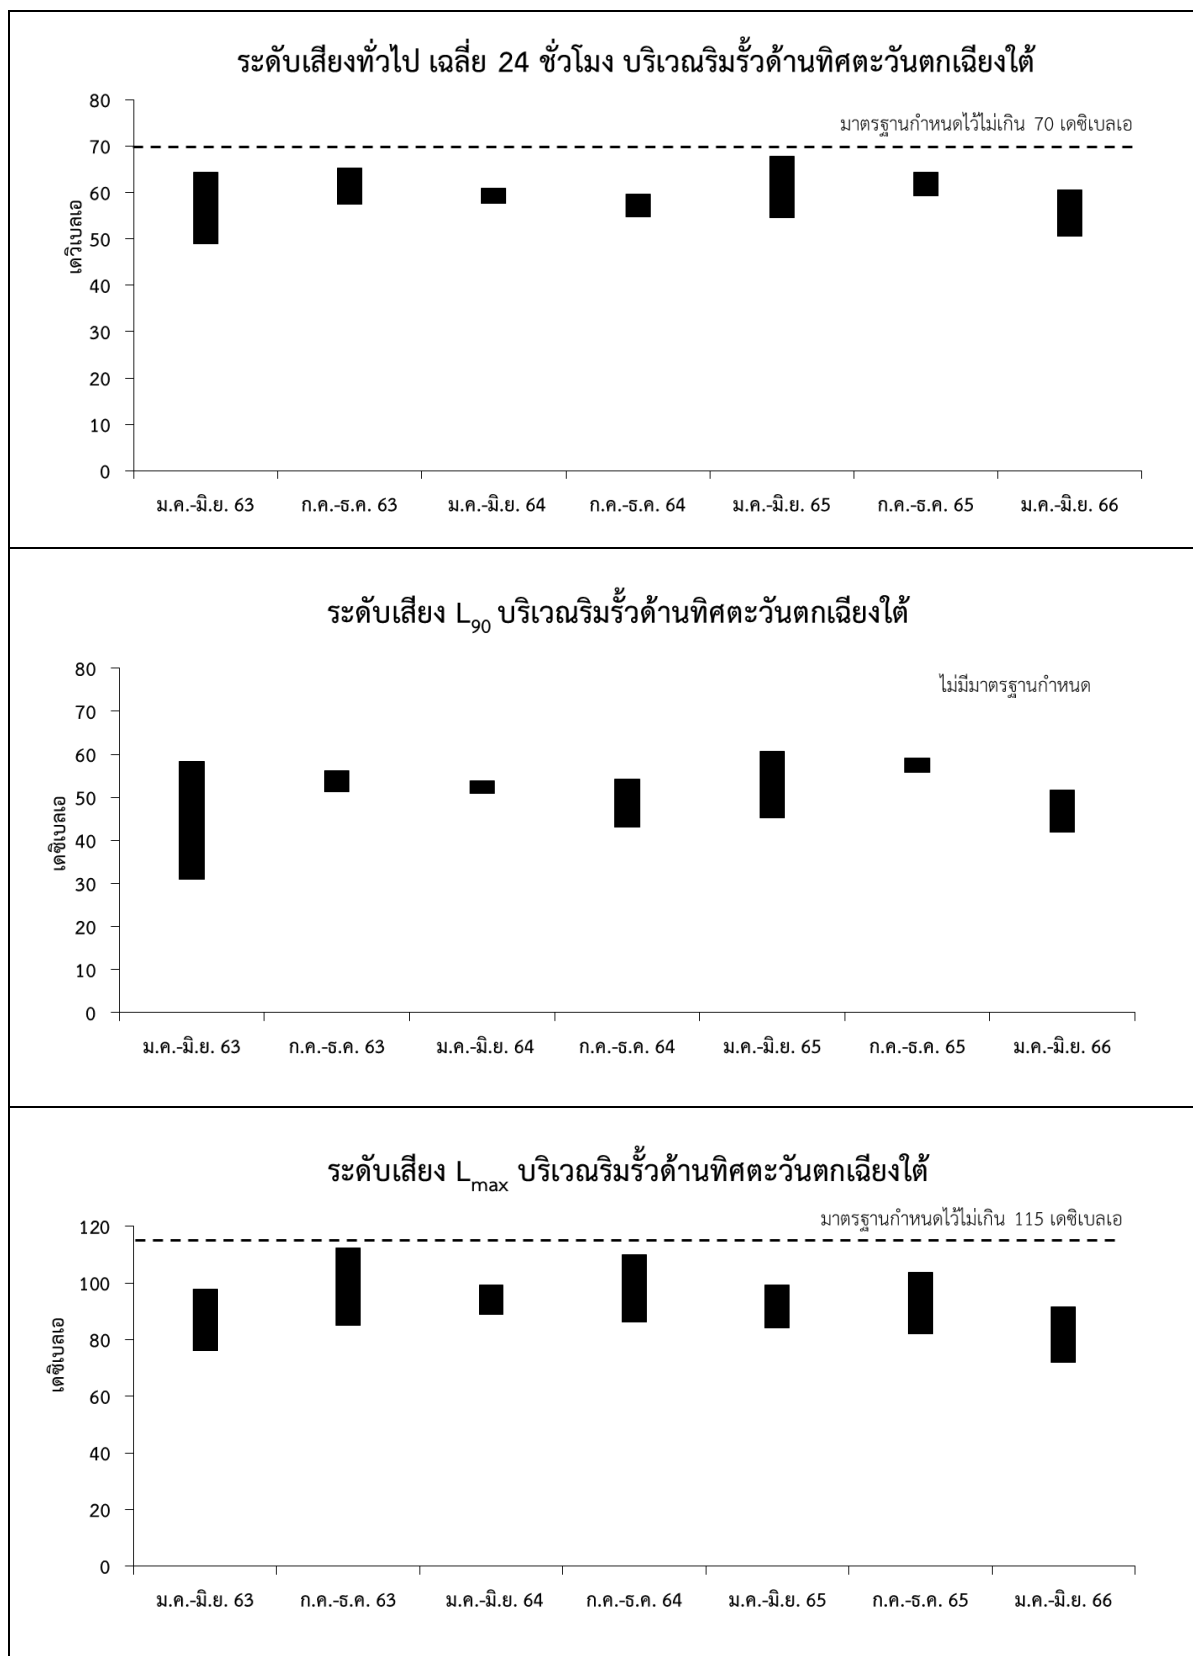 ระดับเสียงทั่วไป เฉลี่ย 24 ชั่วโมง บริเวณริมรั้วด้านทิศตะวันตกเฉียงใต้
มาตรฐานกำหนดไว้ไม่เกิน 70 เดซิเบลเอ
เดวิเบลเอ
80
70
60
50
40
30
20
10
0
ม.ค.-มิ.ย. 63 ก.ค.-ธ.ค. 63 ม.ค.-มิ.ย. 64 ก.ค.-ธ.ค. 64 ม.ค.-มิ.ย. 65 ก.ค.-ธ.ค. 65 ม.ค.-มิ.ย. 66
ระดับเสียง L90 บริเวณริมรั้วด้านทิศตะวันตกเฉียงใต้
ไม่มีมาตรฐานกำหนด
เดซิเบลเอ
80
70
60
50
40
30
20
10
0
ม.ค.-มิ.ย. 63 ก.ค.-ธ.ค. 63 ม.ค.-มิ.ย. 64 ก.ค.-ธ.ค. 64 ม.ค.-มิ.ย. 65 ก.ค.-ธ.ค. 65 ม.ค.-มิ.ย. 66
ระดับเสียง Lmax บริเวณริมรั้วด้านทิศตะวันตกเฉียงใต้
มาตรฐานกำหนดไว้ไม่เกิน 115 เดซิเบลเอ
เดซิเบลเอ
120
100
80
60
40
20
0
ม.ค.-มิ.ย. 63 ก.ค.-ธ.ค. 63 ม.ค.-มิ.ย. 64 ก.ค.-ธ.ค. 64 ม.ค.-มิ.ย. 65 ก.ค.-ธ.ค. 65 ม.ค.-มิ.ย. 66